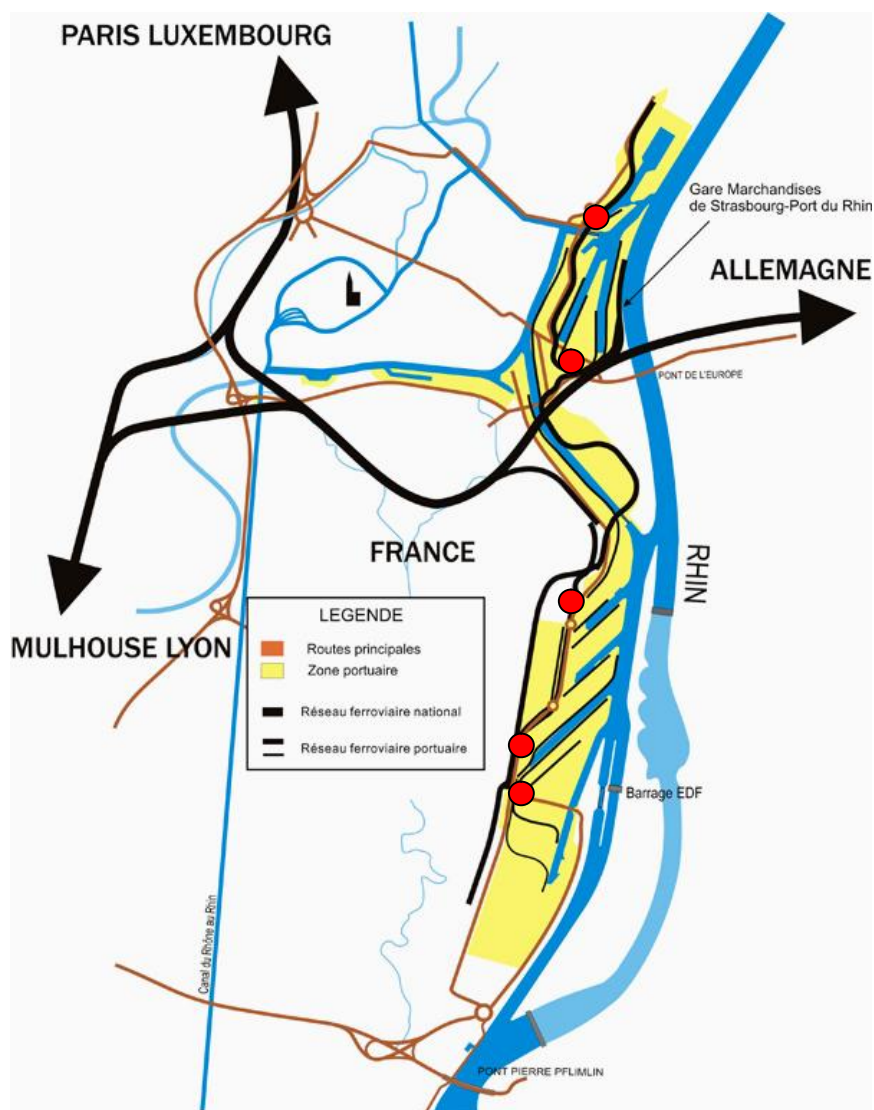 PARIS LUXEMBOURG
Gare Marchandises
de Strasbourg-Port du Rhin
ALLEMAGNE
PONT DE L'EUROPE
FRANCE
RHIN
MULHOUSE LYON
LEGENDE
Routes principales
Zone portuaire
Réseau ferroviaire national
Réseau ferroviaire portuaire
Barrage EDF
Canal du Rhône au Rhin
PONT PIERRE PFLIMLIN